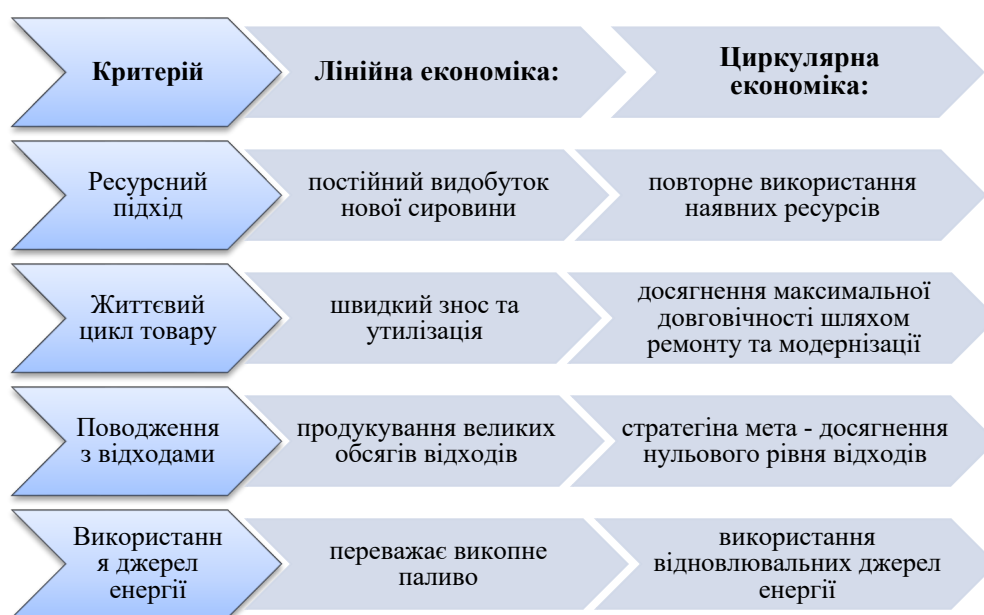 Критерій
Лінійна економіка:
Циркулярна
економіка:
Ресурсний
підхід
постійний видобуток
нової сировини
повторне використання
наявних ресурсів
Життєвий
цикл товару
швидкий знос та
утилізація
досягнення максимальної
довговічності шляхом
ремонту та модернізації
Поводження
з відходами
продукування великих
обсягів відходів
стратегіна мета - досягнення
нульового рівня відходів
Використанн
я джерел
енергії
переважає викопне
паливо
використання
відновлювальних джерел
енергії